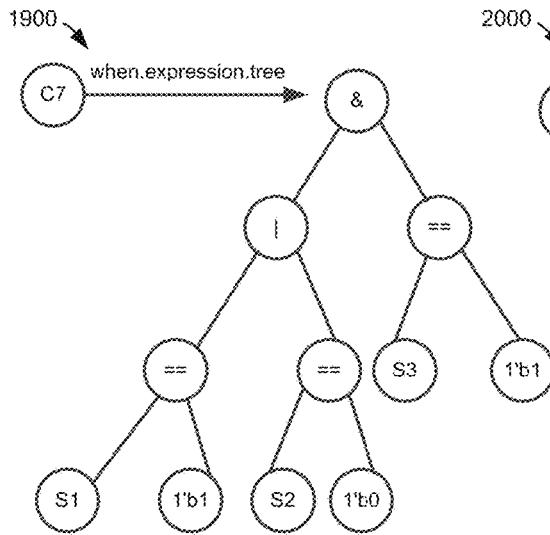 1900 2000
when.expression.tree
C7 &
| ==
== == S3 1'b1
S1 1'b1 S2 1'b0